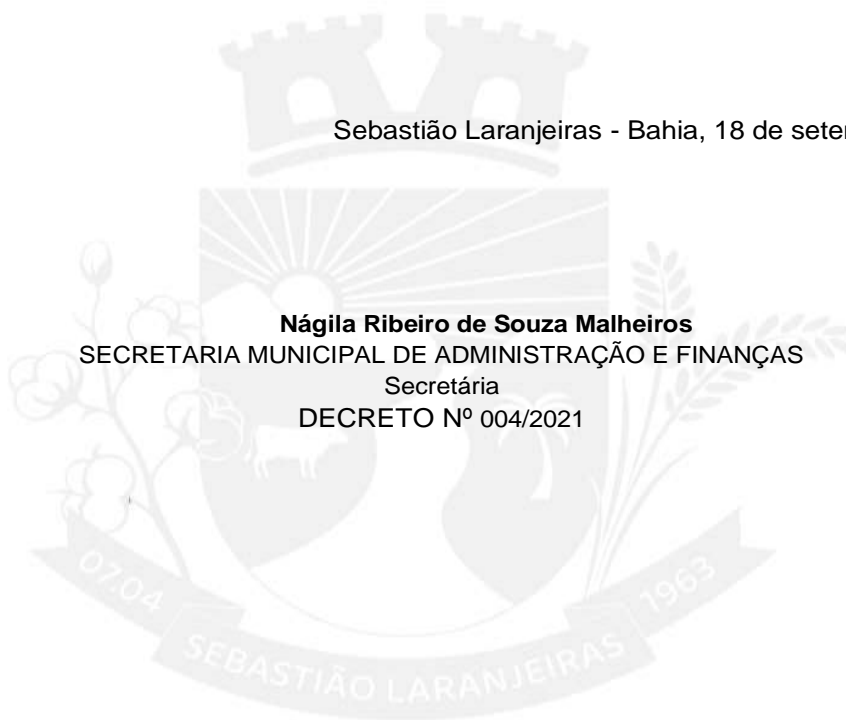 Sebastião Laranjeiras - Bahia, 18 de
Nágila Ribeiro de Souza Malheiros
SECRETARIA MUNICIPAL DE ADMINISTRAÇÃO E FINANÇAS
Secretária
DECRETO Nº 004/2021
07.04
1963
SEBASTIÃO LARANJEIRAS